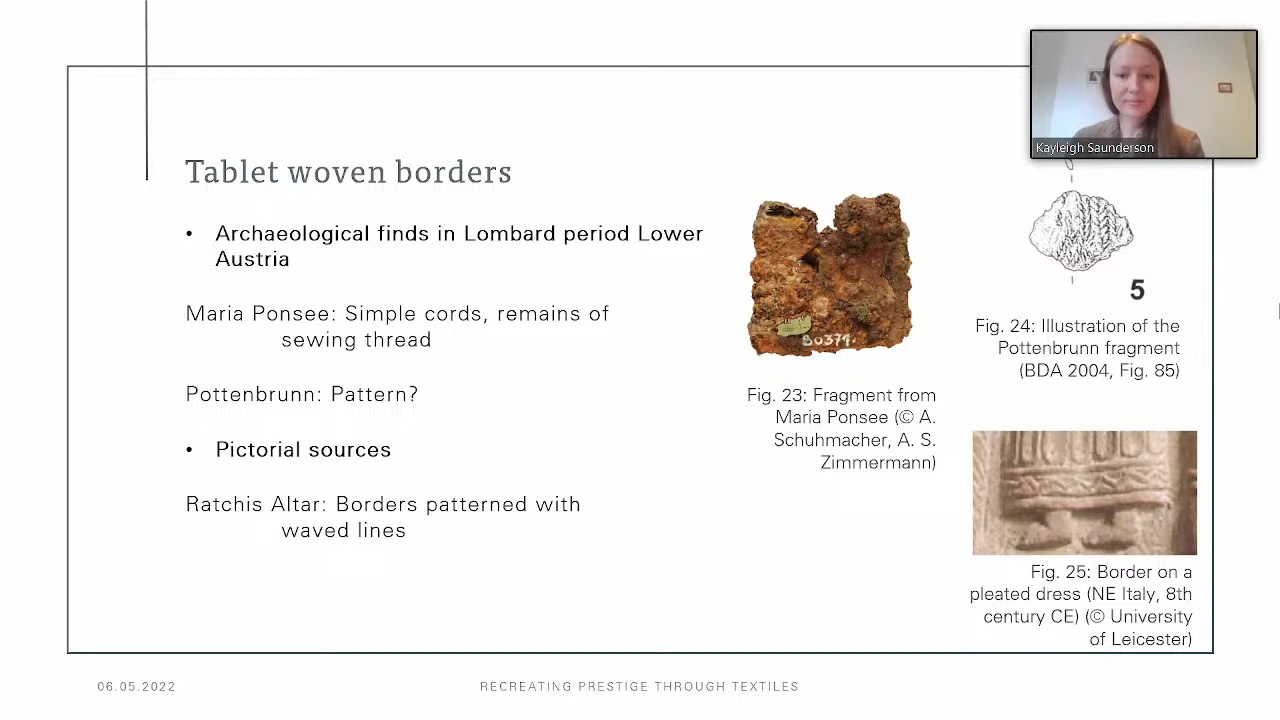 Kayleigh Saunderson
Tablet woven borders
• Archaeological finds in Lombard period Lower
Austria
Maria Ponsee: Simple cords, remains of
sewing thread
Pottenbrunn: Pattern?
• Pictorial sources
Ratchis Altar: Borders patterned with
waved lines
80379.
Fig. 23: Fragment from
Maria Ponsee (© A.
Schuhmacher, A. S.
Zimmermann)
5
Fig. 24: Illustration of the
Pottenbrunn fragment
(BDA 2004, Fig. 85)
Fig. 25: Border on a
pleated dress (NE Italy, 8th
century CE) (© University
of Leicester)
06.05.2022
RECREATING PRESTIGE THROUGH TEXTILES